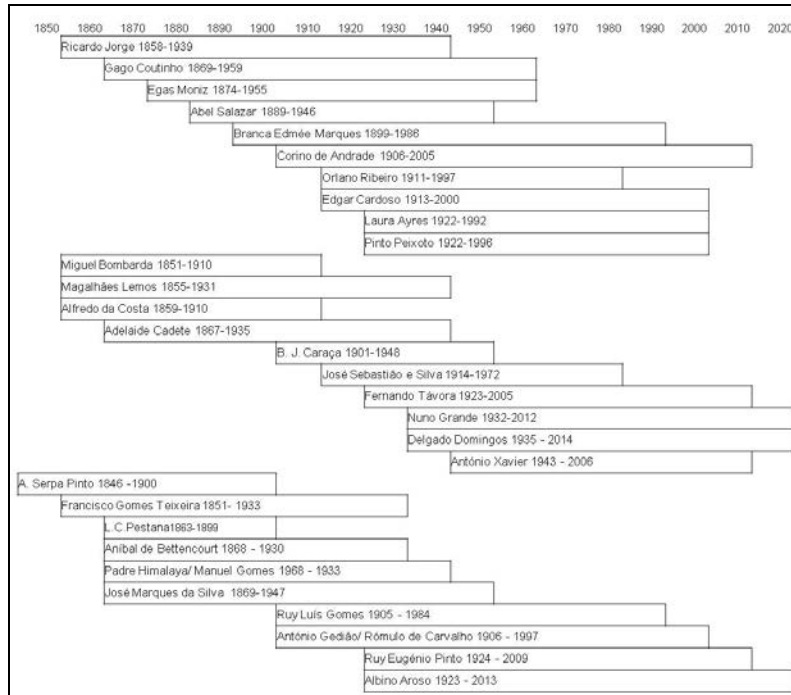 1850 1860 1870 1880 1890 1900 1910 1920 1930 1940 1950 1960 1970 1980 1990 2000 2010 2020
Ricardo Jorge 1858-1939
Gago Coutinho 1869-1959
Egas Moniz 1874-1955
Abel Salazar 1889-1946
Branca Edmée Marques 1899-1986
Corino de Andrade 1906-2005
Orlano Ribeiro 1911-1997
Edgar Cardoso 1913-2000
Laura Ayres 1922-1992
Pinto Peixoto 1922-1996
Miguel Bombarda 1851-1910
Magalhães Lemos 1855-1931
Alfredo da Costa 1859-1910
Adelaide Cadete 1867-1935
B. J. Caraça 1901-1948
José Sebastião e Silva 1914-1972
Fernando Távora 1923-2005
Nuno Grande 1932-2012
Delgado Domingos 1935 - 2014
António Xavier 1943 - 2006
A. Serpa Pinto 1846 -1900
Francisco Gomes Teixeira 1851- 1933
L.C.Pestana1863-1899
Aníbal de Bettencourt 1868 - 1930
Padre Himalaya/ Manuel Gomes 1968 - 1933
José Marques da Silva 1869-1947
Ruy Luís Gomes 1905 - 1984
António Gedião/ Rómulo de Carvalho 1906 - 1997
Ruy Eugénio Pinto 1924 - 2009
Albino Aroso 1923 - 2013